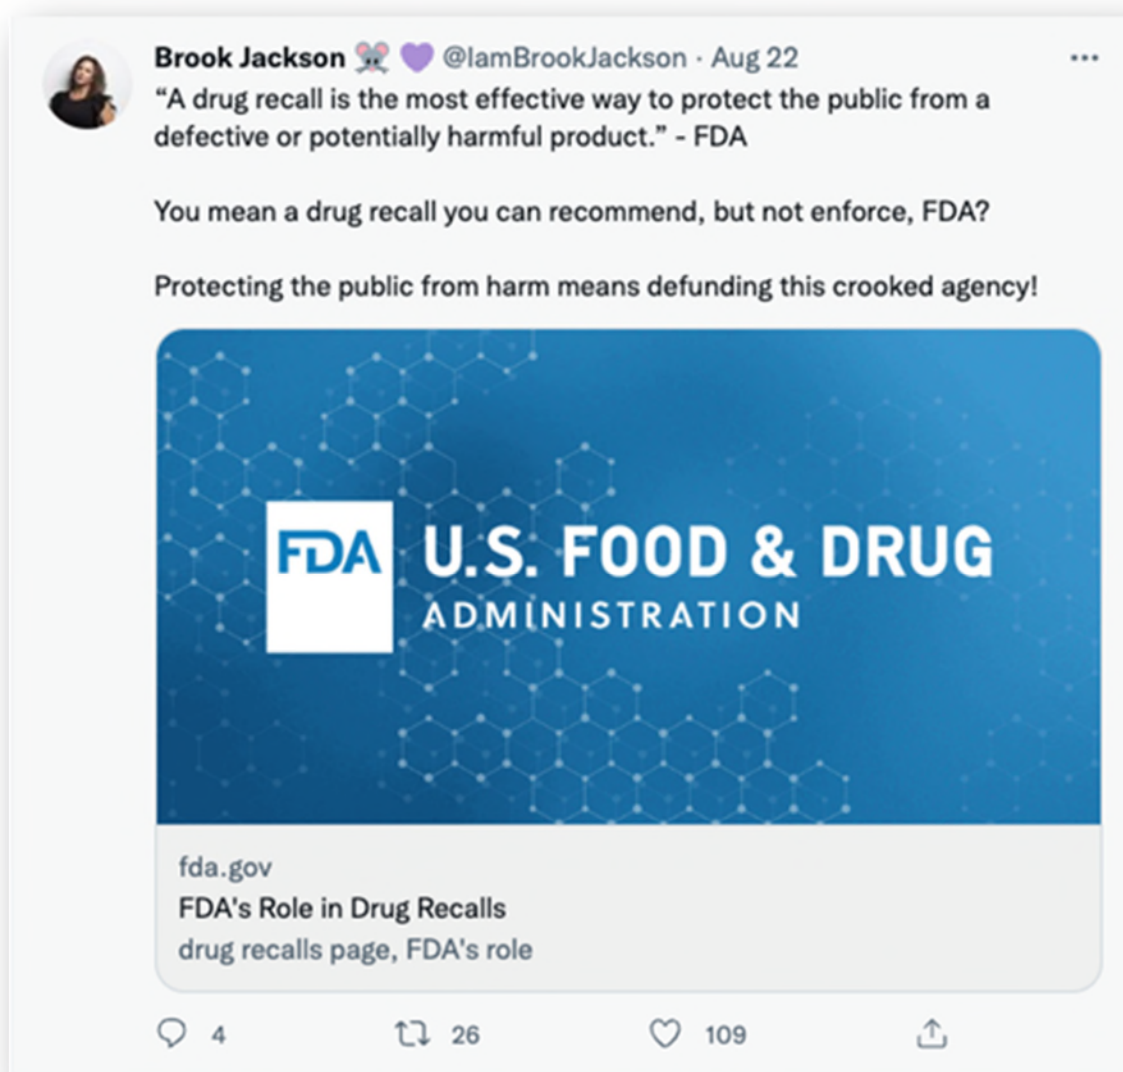 Brook Jackson 🐭 💜 @IamBrookJackson · Aug 22
“A drug recall is the most effective way to protect the public from a
defective or potentially harmful product.” - FDA
You mean a drug recall you can recommend, but not enforce, FDA?
Protecting the public from harm means defunding this crooked agency!
FDA U.S. FOOD & DRUG
ADMINISTRATION
fda.gov
FDA's Role in Drug Recalls
drug recalls page, FDA's role
4 26 109